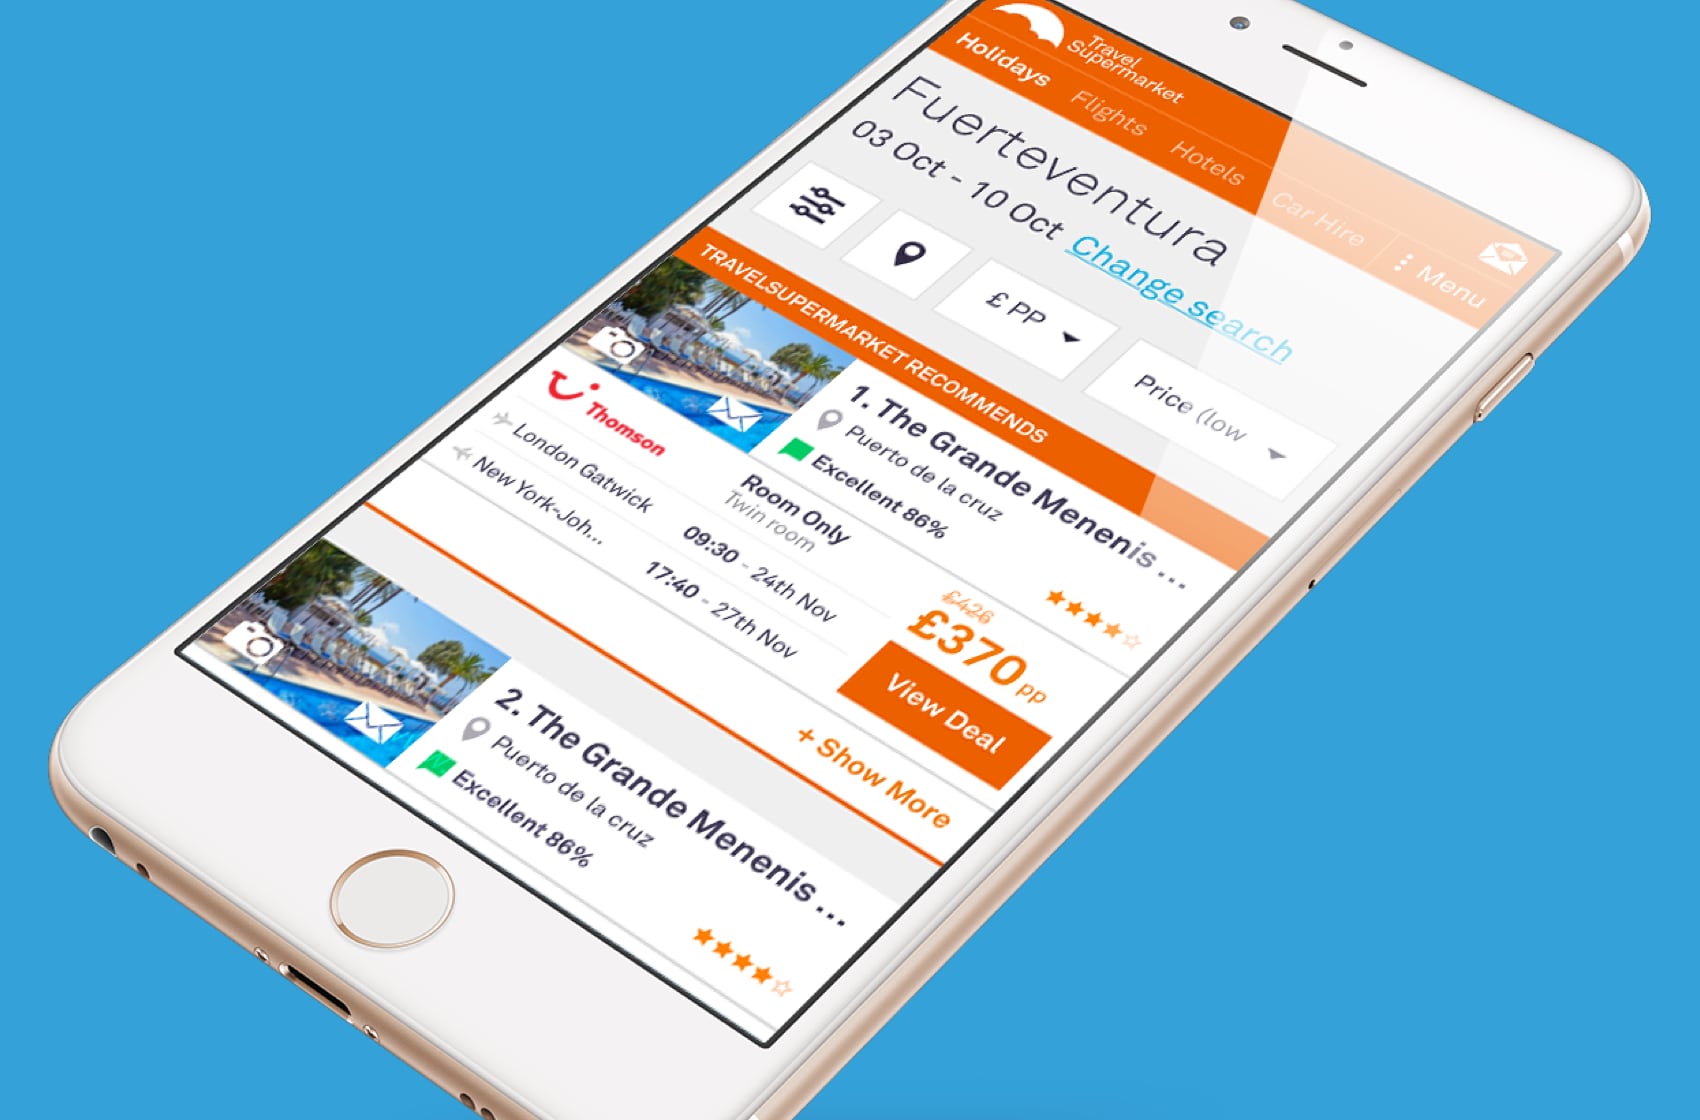 Travel
Supermarket
Holidays
Flights
Hotels
Car Hire
Menu
Fuerteventura
03 Oct - 10 Oct Change search
£ PP
Price (low
TRAVELSUPERMARKET RECOMMENDS
1. The Grande Menenis ...
Puerto de la cruz
Excellent 86%
Thomson
Room Only
Twin room
London Gatwick
09:30 - 24th Nov
New York-Joh...
17:40 - 27th Nov
£426
£370pp
View Deal
+ Show More
2. The Grande Menenis ...
Puerto de la cruz
Excellent 86%